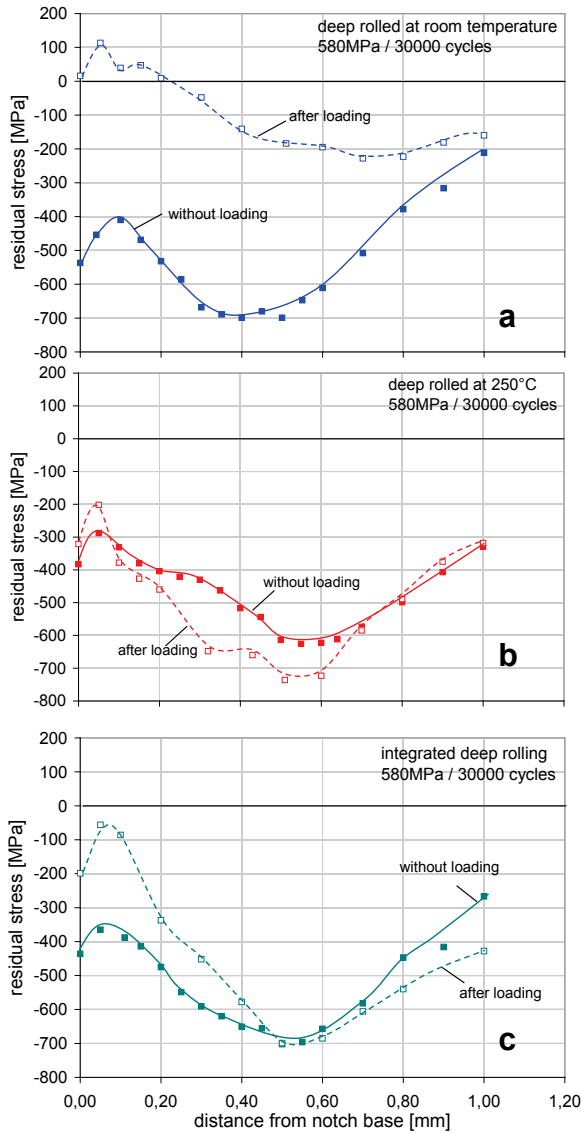 deep rolled at room temperature
580MPa / 30000 cycles
200
100
0
-100
-200
-300
-400
-500
-600
-700
-800
residual stress [MPa]
after loading
without loading
a
deep rolled at 250°C
580MPa / 30000 cycles
200
100
0
-100
-200
-300
-400
-500
-600
-700
-800
residual stress [MPa]
without loading
after loading
b
integrated deep rolling
580MPa / 30000 cycles
200
100
0
-100
-200
-300
-400
-500
-600
-700
-800
residual stress [MPa]
without loading
after loading
c
0,00 0,20 0,40 0,60 0,80 1,00 1,20
distance from notch base [mm]